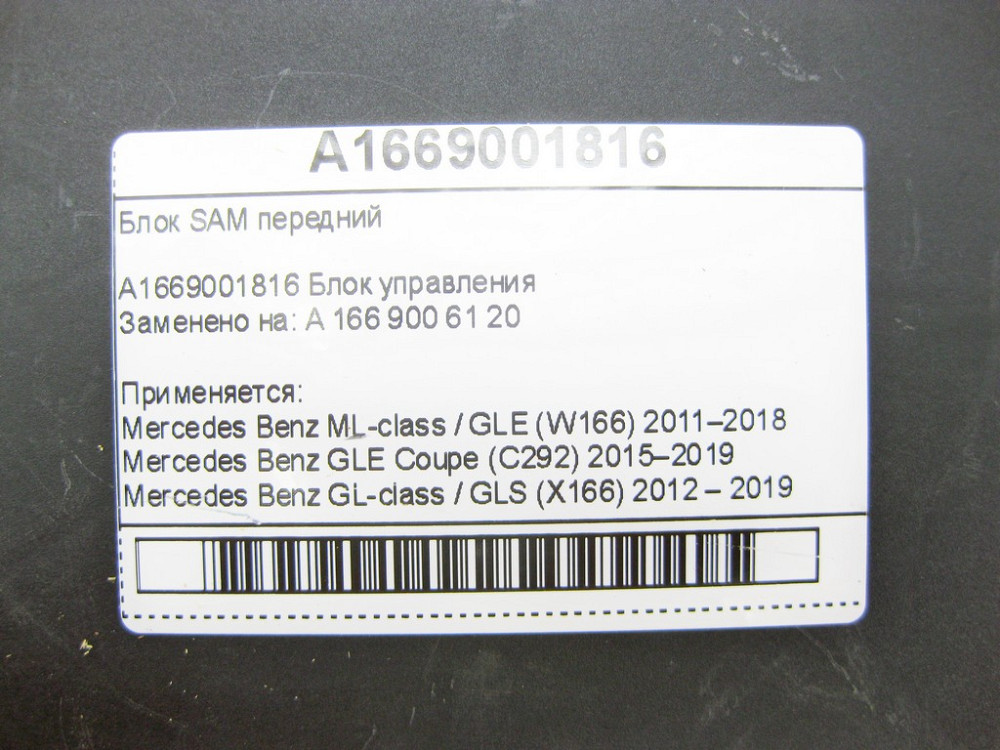 A1669001816
Блок SAM передний
A1669001816 Блок управления
Заменено на: А 166 900 61 20
Применяется:
Mercedes Benz ML-class / GLE (W166) 2011–2018
Mercedes Benz GLE Coupe (C292) 2015–2019
Mercedes Benz GL-class / GLS (X166) 2012 – 2019